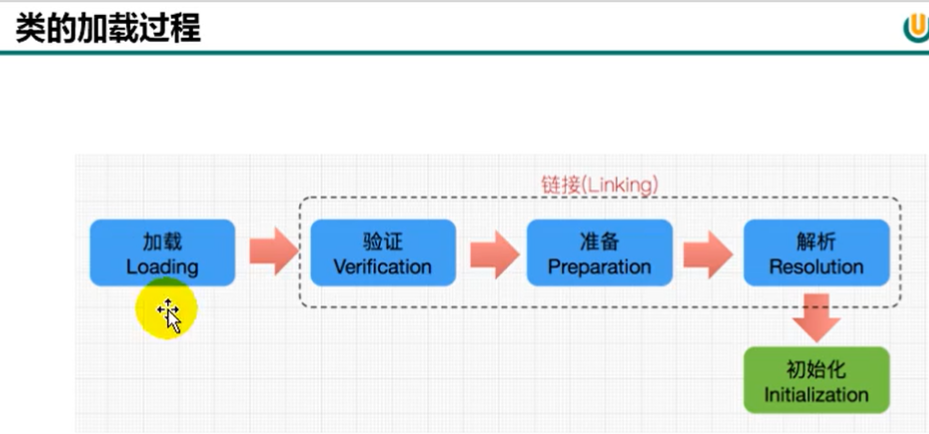 类的加载过程
链接(Linking)
加载
Loading
验证
Verification
准备
Preparation
解析
Resolution
初始化
Initialization